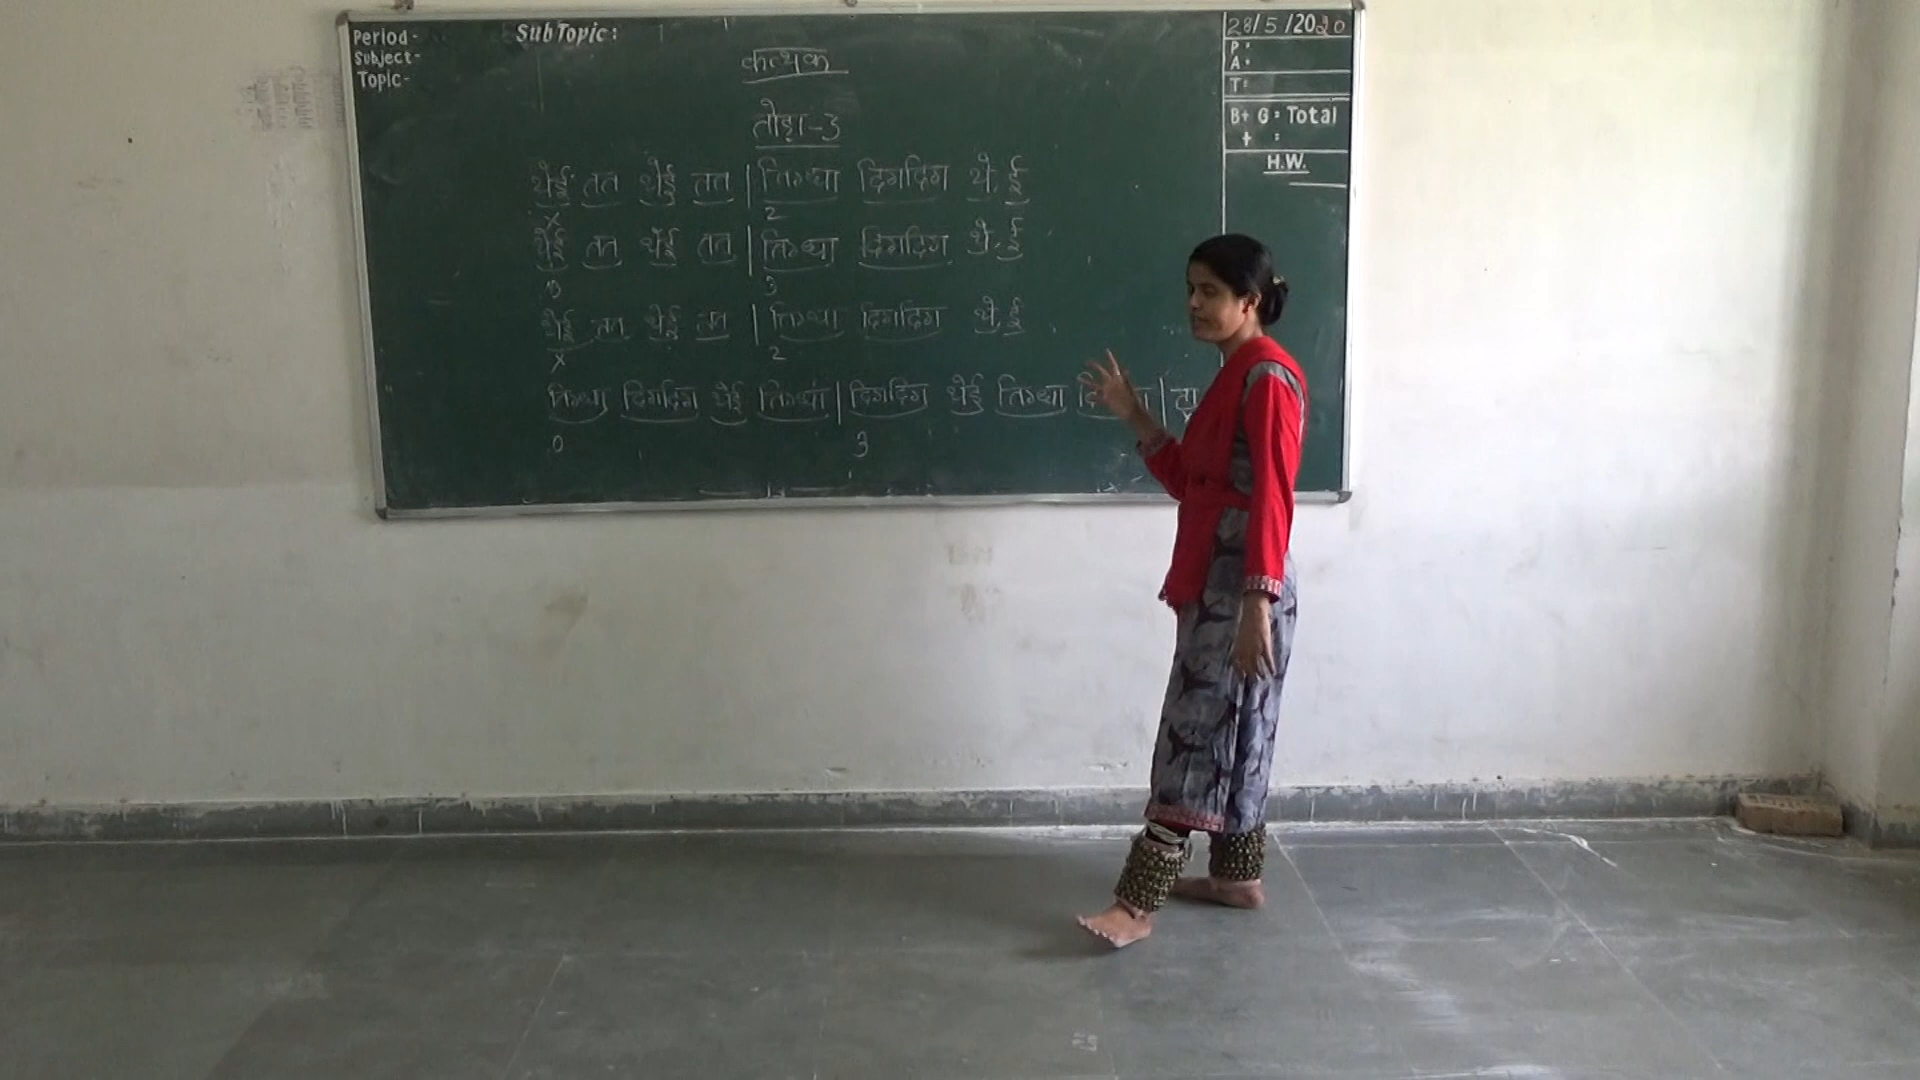 Period -
Subject -
Topic -
Sub Topic :
28/5/2020
P :
A :
T :
B + G = Total
+ =
H.W.
कत्थक
तोड़ा-3
थेई तत थेई तत | तिग्धा दिगदिग थे ई
X 2
थेई तत थेई तत | तिग्धा दिगदिग थे ई
0 3
थेई तत थेई तत | तिग्धा दिगदिग थे ई
X 2
तिग्धा दिगदिग थेई तिग्धा | दिगदिग थेई तिग्धा | ता
0 3